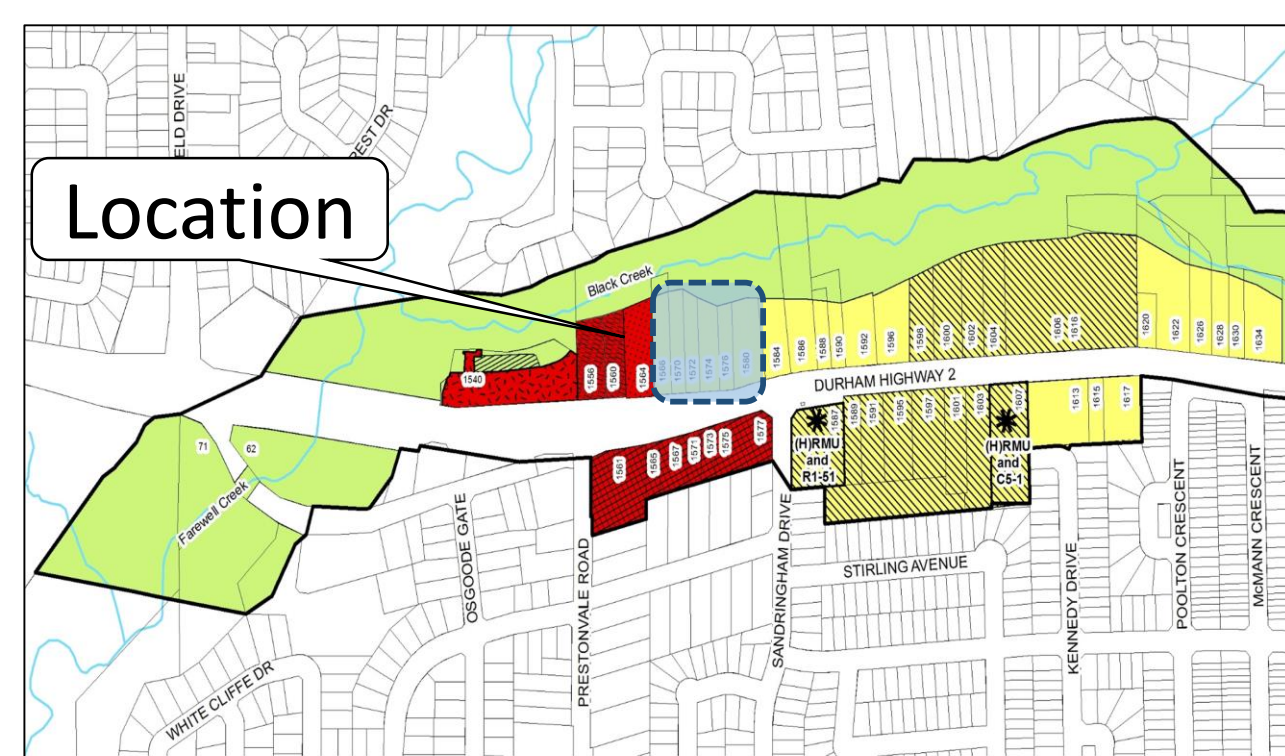 ELD DRIVE
REST DR
Location
Black Creek
1540
1556
1560
1564
1566
1570
1572
1574
1576
1580
1584
1586
1588
1590
1592
1596
1598
1600
1602
1604
1606
1616
1620
1622
1626
1628
1630
1634
DURHAM HIGHWAY 2
71
62
Farewell Creek
1561
1565
1567
1571
1573
1575
1577
1587
1589
1591
1595
1597
1601
1603
1607
1613
1615
1617
(H)RMU
and
R1-51
(H)RMU
and
C5-1
OSGOODE GATE
PRESTONVALE ROAD
SANDRINGHAM DRIVE
STIRLING AVENUE
KENNEDY DRIVE
POOLTON CRESCENT
McMANN CRESCENT
WHITE CLIFFE DR